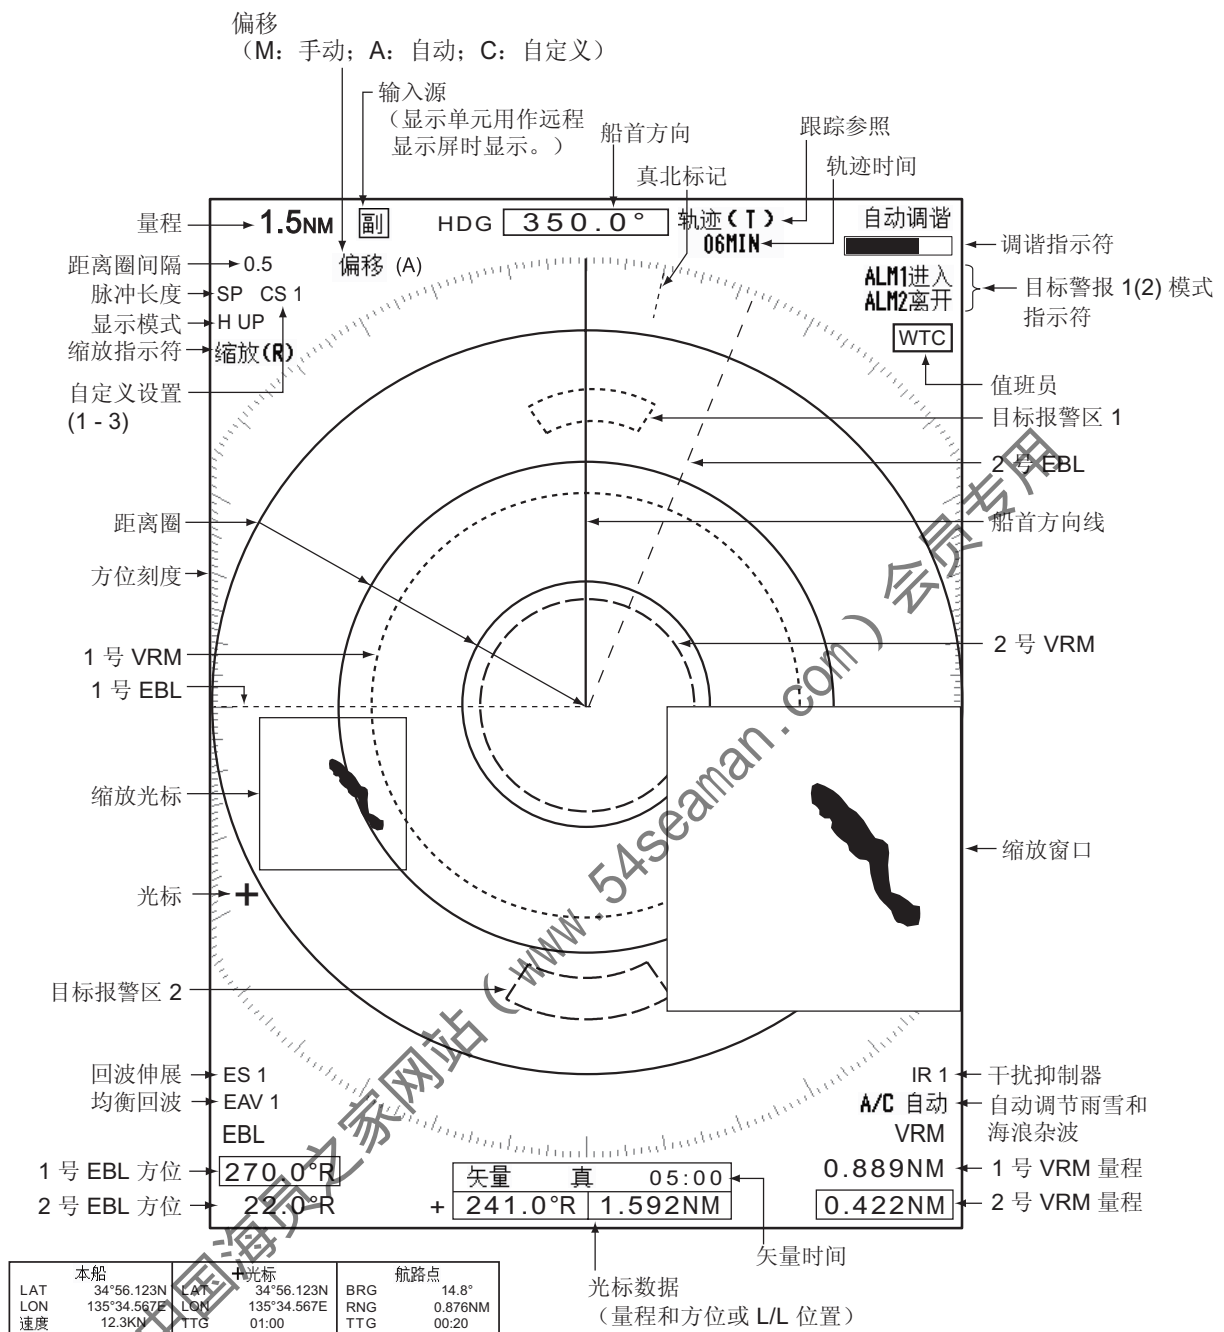 偏移
（M：手动；A：自动；C：自定义）
输入源
（显示单元用作远程
显示屏时显示。）
船首方向
跟踪参照
真北标记
轨迹时间
量程
1.5NM 副
HDG 350.0°
轨迹(T)
06MIN
自动调谐
调谐指示符
距离圈间隔
0.5
偏移 (A)
脉冲长度
SP CS 1
ALM1进入
ALM2离开
目标警报 1(2) 模式
指示符
显示模式
H UP
缩放指示符
缩放(R)
WTC
自定义设置
(1 - 3)
值班员
目标报警区 1
2 号 EBL
距离圈
船首方向线
方位刻度
1 号 VRM
2 号 VRM
1 号 EBL
缩放光标
缩放窗口
光标
目标报警区 2
回波伸展
ES 1
IR 1
干扰抑制器
均衡回波
EAV 1
A/C 自动
自动调节雨雪和
海浪杂波
EBL
VRM
1 号 EBL 方位
270.0°R
矢量 真 05:00
0.889NM
1 号 VRM 量程
2 号 EBL 方位
22.0°R
+ 241.0°R 1.592NM
0.422NM
2 号 VRM 量程
矢量时间
光标数据
（量程和方位或 L/L 位置）
本船 +光标 航路点
LAT 34°56.123N LAT 34°56.123N BRG 14.8°
LON 135°34.567E LON 135°34.567E RNG 0.876NM
速度 12.3KN TTG 01:00 TTG 00:20
中国海员之家网站（www.54seaman.com）会员专用